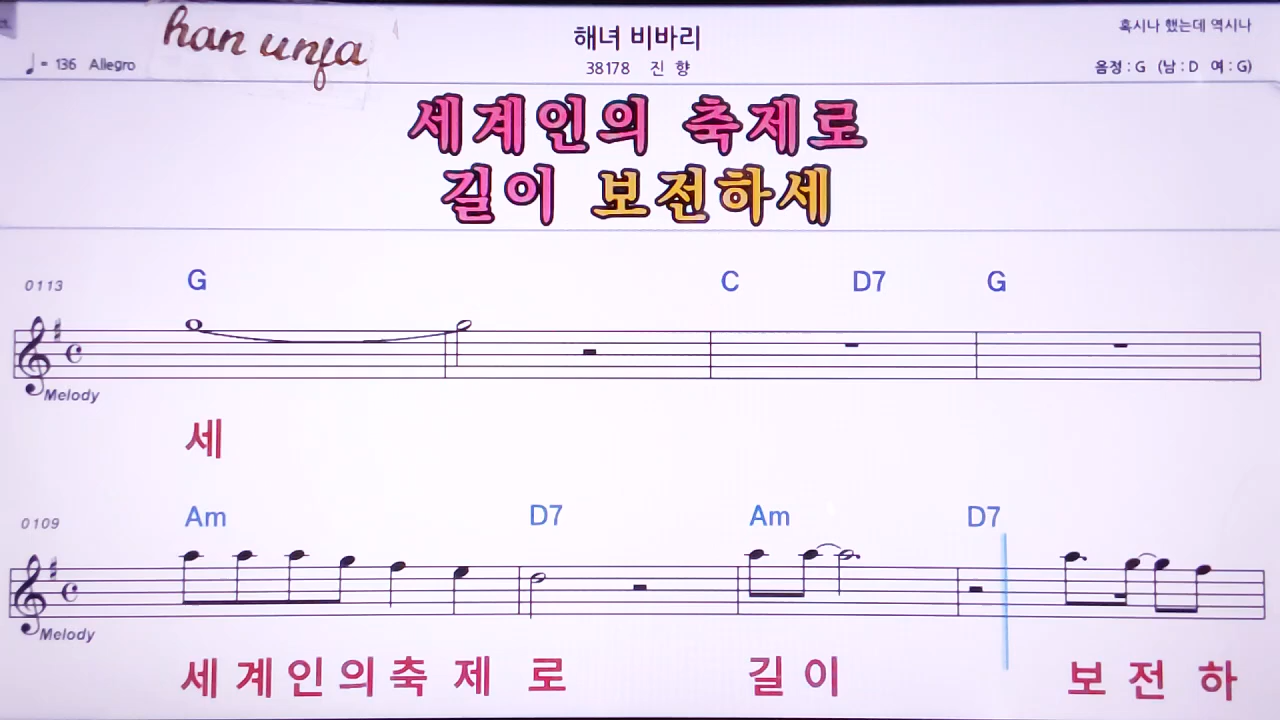 han unfa
해녀 비바리
혹시나 했는데 역시나
♩= 136 Allegro
38178 진 향
음정 : G (남 : D 여 : G)
세계인의 축제로
길이 보전하세
0113
G C D7 G
Melody
세
0109
Am D7 Am D7
Melody
세 계 인 의 축 제 로 길 이 보 전 하